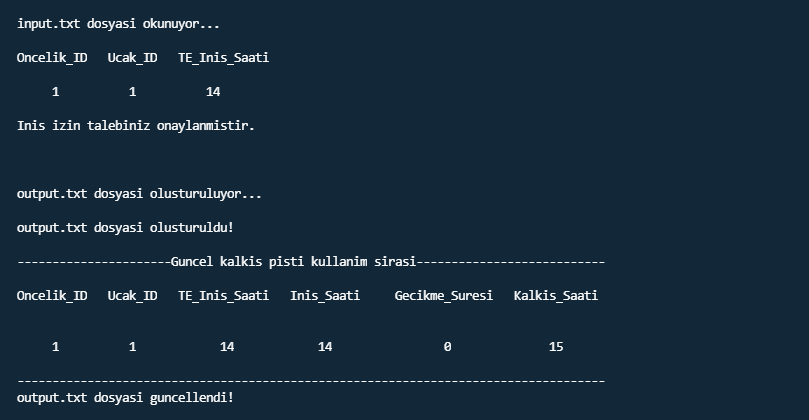 input.txt dosyasi okunuyor...
Oncelik_ID Ucak_ID TE_Inis_Saati
1 1 14
Inis izin talebiniz onaylanmistir.
output.txt dosyasi olusturuluyor...
output.txt dosyasi olusturuldu!
----------------------Guncel kalkis pisti kullanim sirasi---------------------------
Oncelik_ID Ucak_ID TE_Inis_Saati Inis_Saati Gecikme_Suresi Kalkis_Saati
1 1 14 14 0 15
------------------------------------------------------------------------------------
output.txt dosyasi guncellendi!